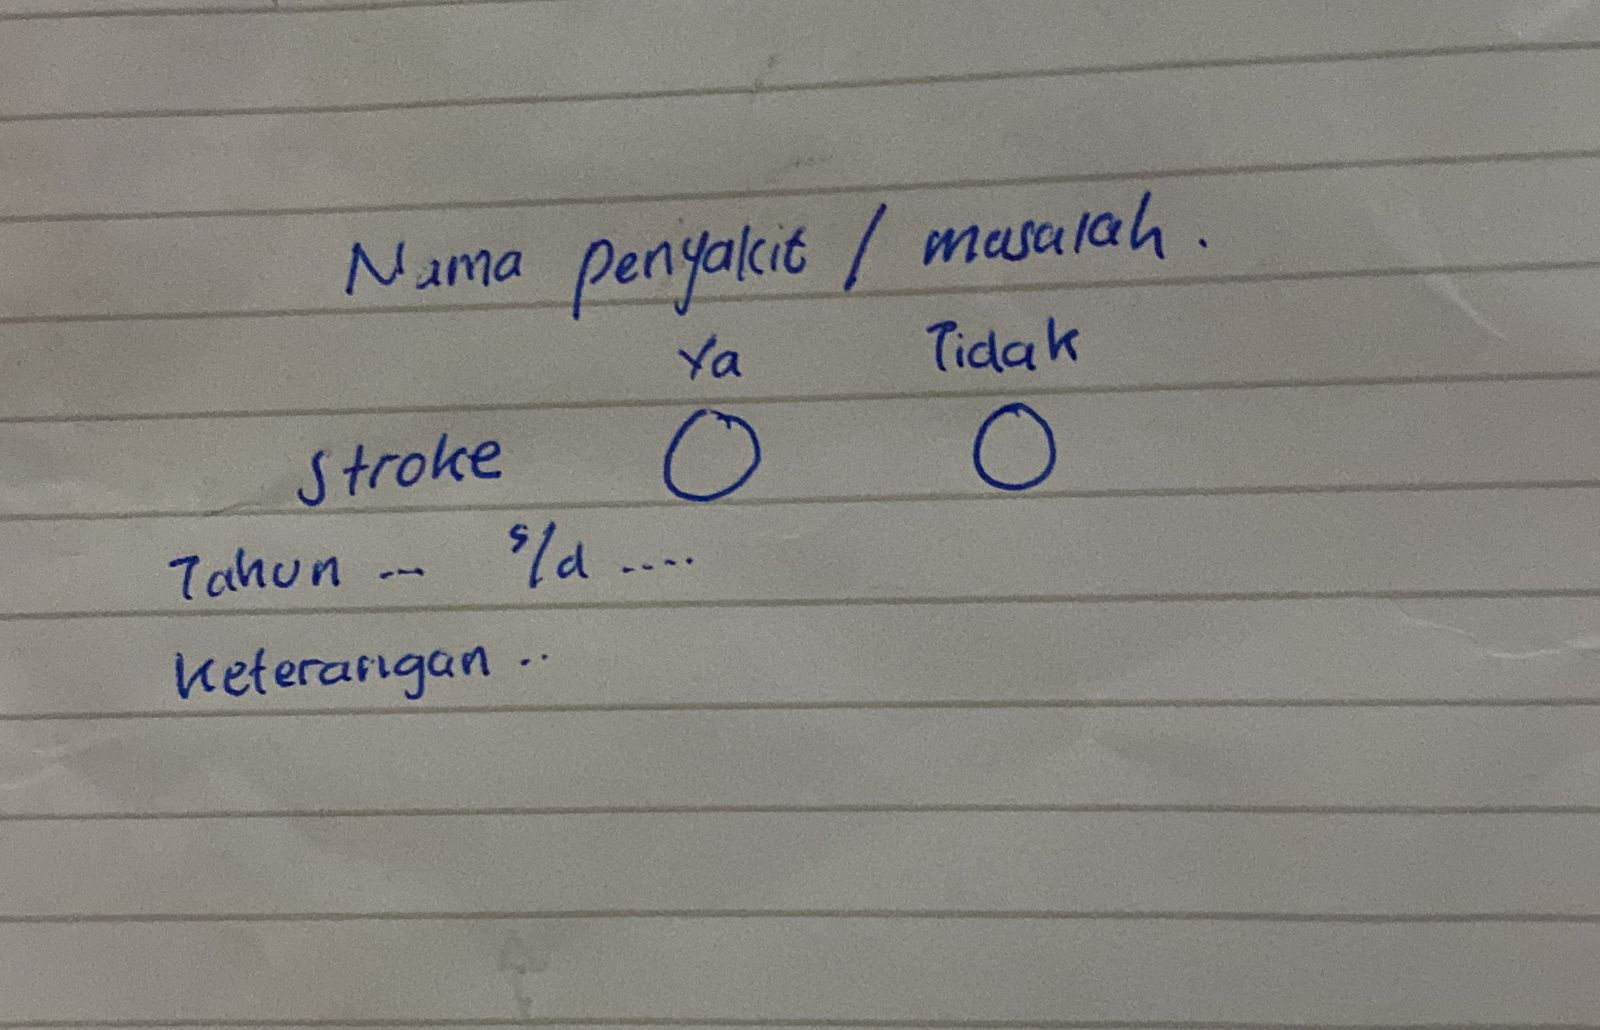 Nama penyakit / masalah.
Ya Tidak
Stroke ○ ○
Tahun ... s/d ....
Keterangan ..